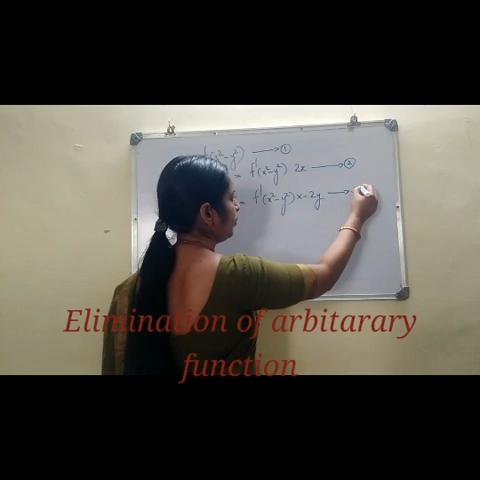 (x²-y²) → ①
= f'(x²-y²) 2x → ②
= f'(x²-y²) x-2y →
Elimination of arbitarary
function